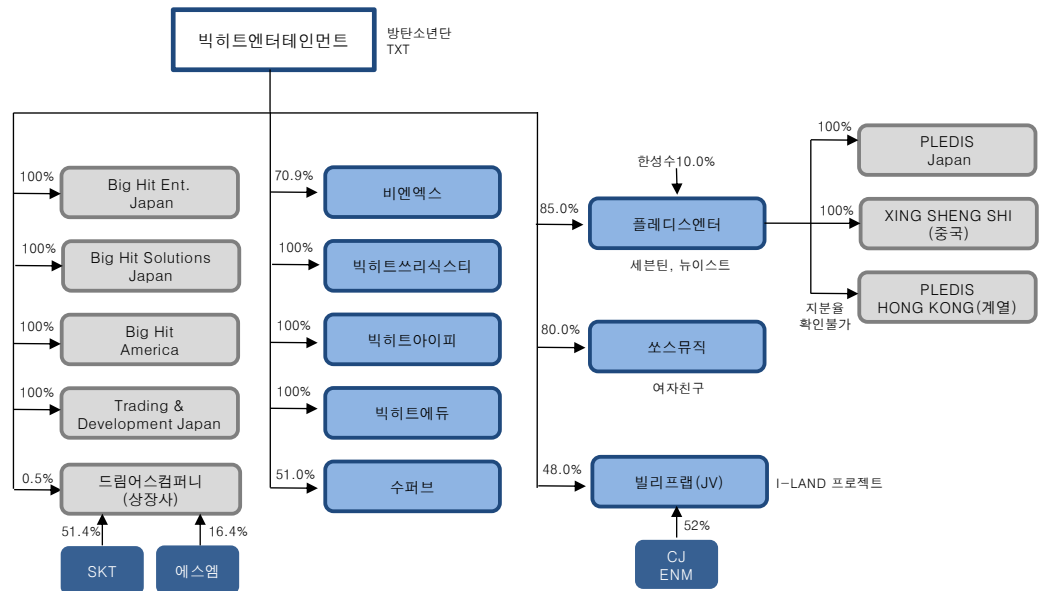 빅히트엔터테인먼트
방탄소년단
TXT
100%
Big Hit Ent.
Japan
100%
Big Hit Solutions
Japan
100%
Big Hit
America
100%
Trading &
Development Japan
0.5%
드림어스컴퍼니
(상장사)
51.4%
16.4%
SKT
에스엠
70.9%
비엔엑스
100%
빅히트쓰리식스티
100%
빅히트아이피
100%
빅히트에듀
51.0%
수퍼브
한성수10.0%
85.0%
플레디스엔터
세븐틴, 뉴이스트
80.0%
쏘스뮤직
여자친구
48.0%
빌리프랩(JV)
I-LAND 프로젝트
52%
CJ
ENM
100%
PLEDIS
Japan
100%
XING SHENG SHI
(중국)
지분율
확인불가
PLEDIS
HONG KONG(계열)